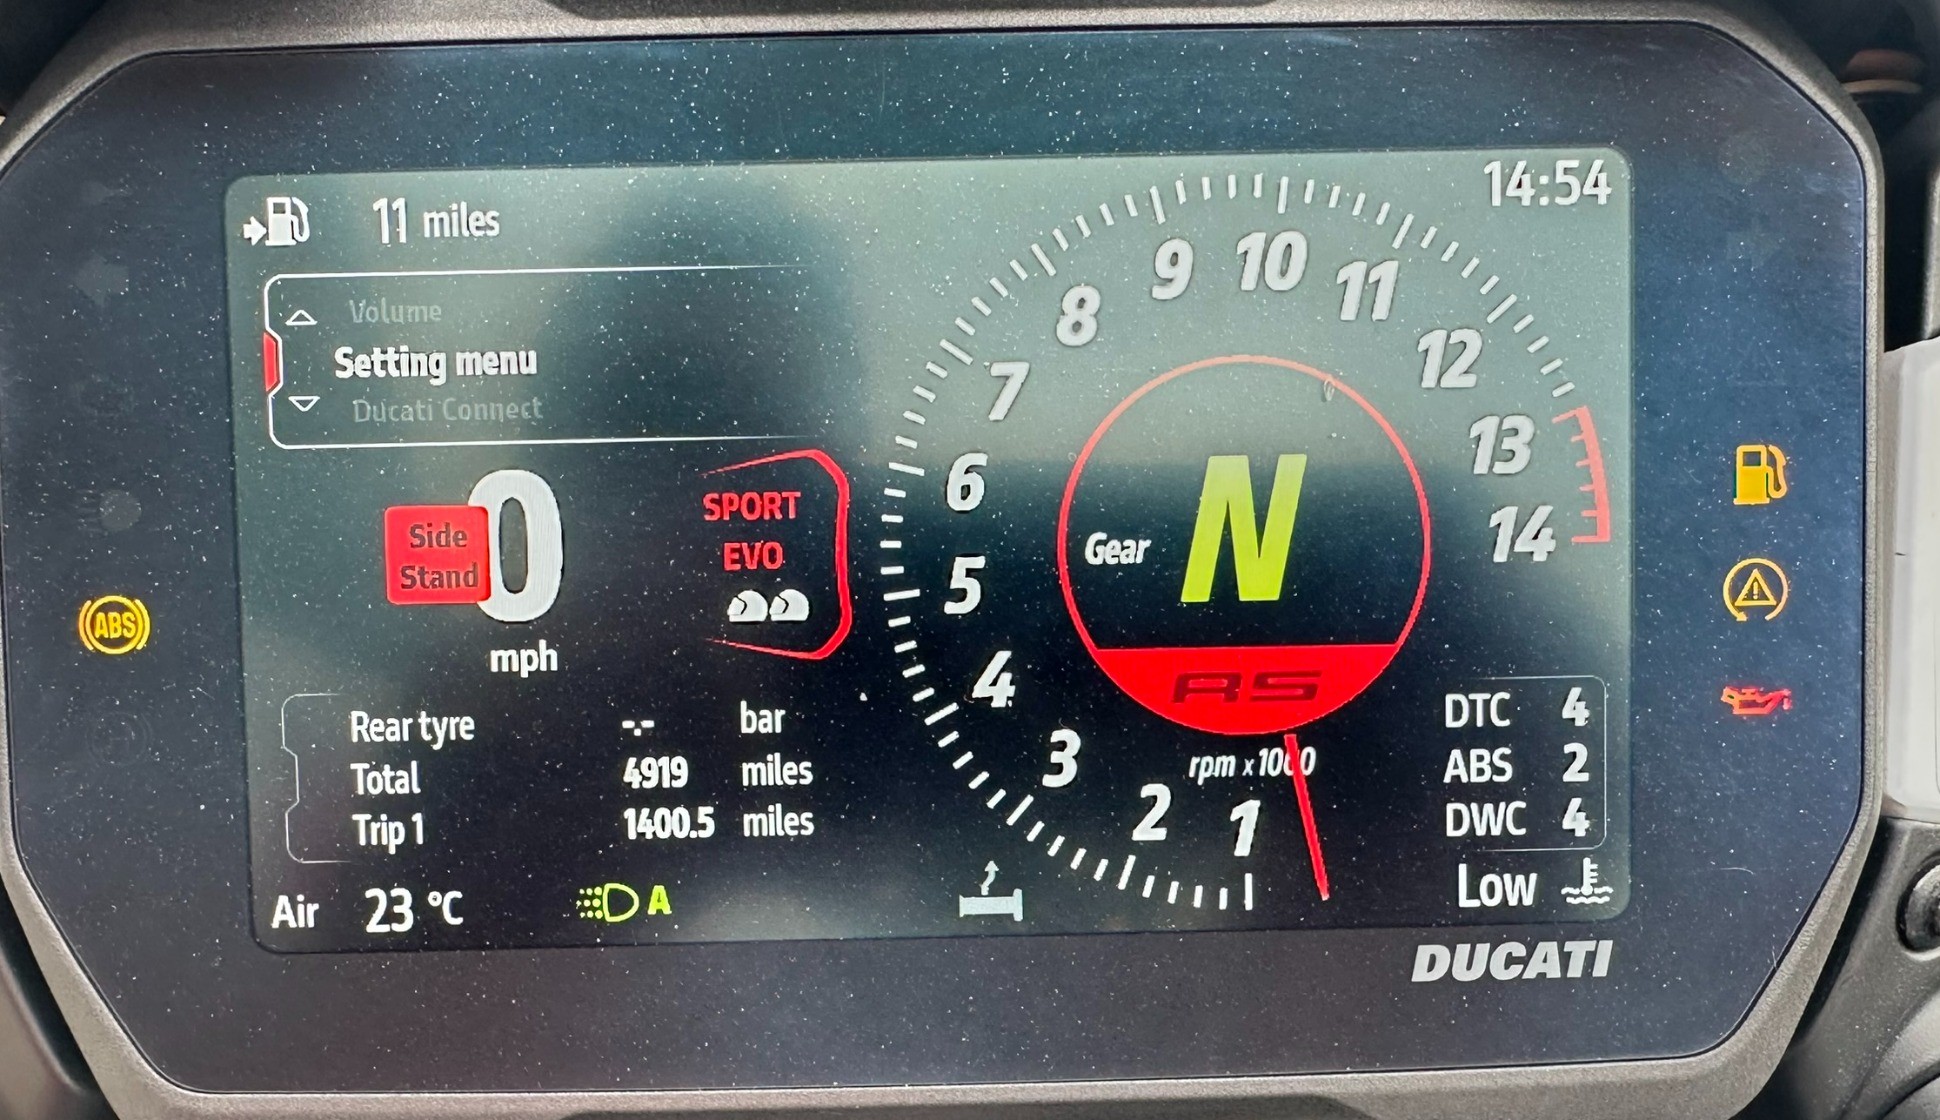 11 miles
14:54
Volume
Setting menu
Ducati Connect
Side
Stand
0
mph
SPORT
EVO
Rear tyre -.- bar
Total 4919 miles
Trip 1 1400.5 miles
Air 23 °C
A
1
2
3
4
5
6
7
8
9
10
11
12
13
14
Gear N
RS
rpm x1000
DTC 4
ABS 2
DWC 4
Low
DUCATI
ABS